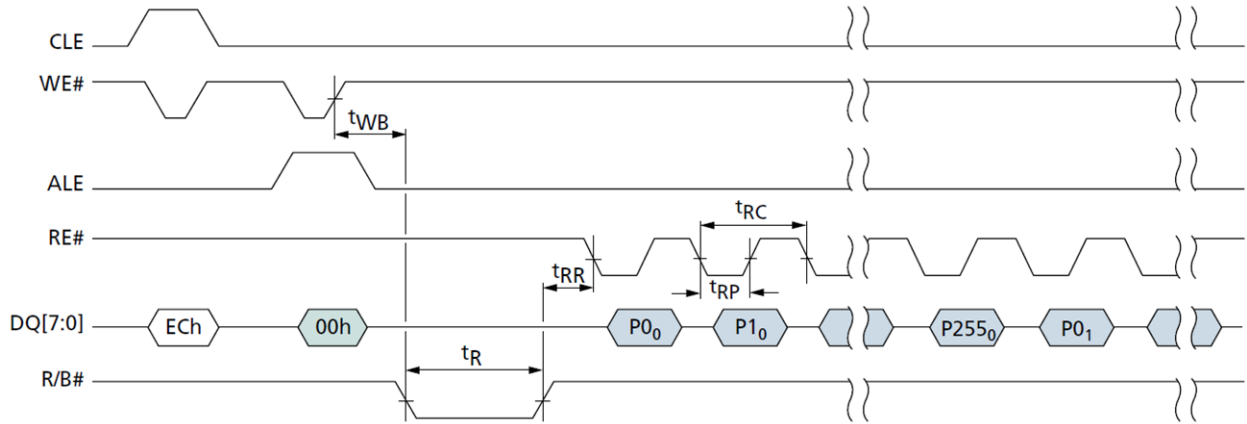 CLE
WE#
tWB
ALE
tRC
RE#
tRR
tRP
DQ[7:0] ECh 00h P0₀ P1₀ P255₀ P0₁
tR
R/B#